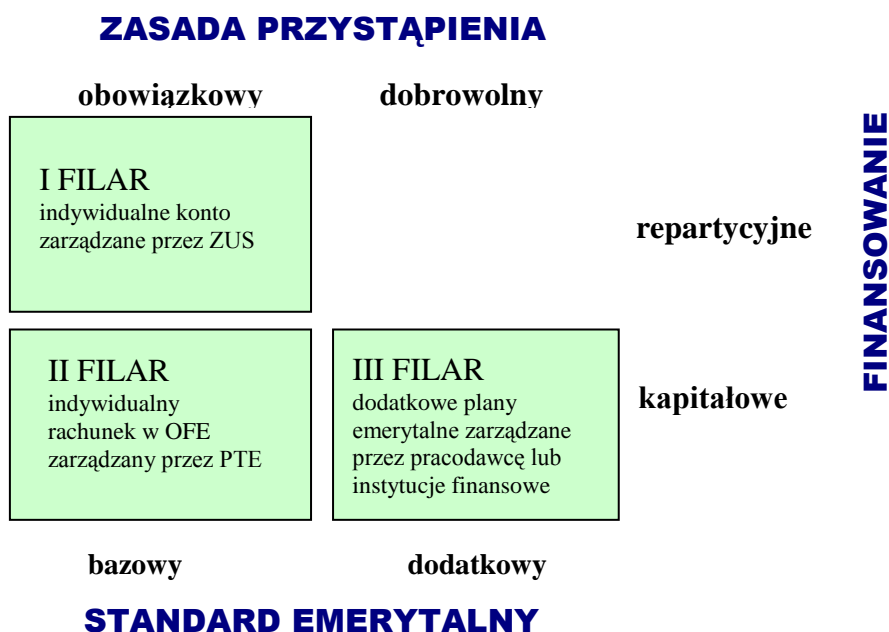 ZASADA PRZYSTĄPIENIA
obowiązkowy dobrowolny
I FILAR
indywidualne konto
zarządzane przez ZUS
repartycyjne
FINANSOWANIE
II FILAR
indywidualny
rachunek w OFE
zarządzany przez PTE
III FILAR
dodatkowe plany
emerytalne zarządzane
przez pracodawcę lub
instytucje finansowe
kapitałowe
bazowy dodatkowy
STANDARD EMERYTALNY